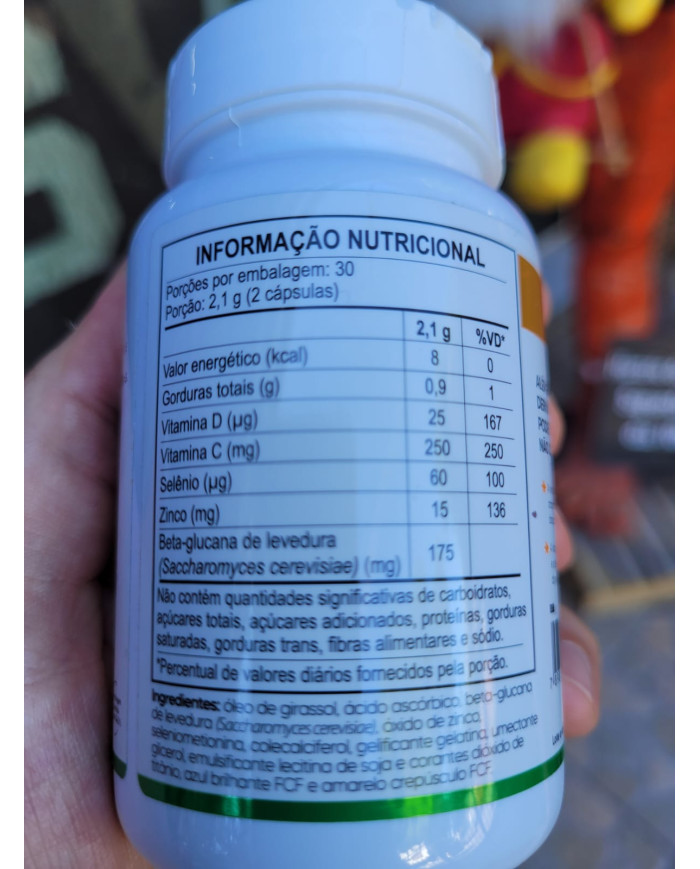 INFORMAÇÃO NUTRICIONAL
Porções por embalagem: 30
Porção: 2,1 g (2 cápsulas)
2,1 g %VD*
Valor energético (kcal) 8 0
Gorduras totais (g) 0,9 1
Vitamina D (µg) 25 167
Vitamina C (mg) 250 250
Selênio (µg) 60 100
Zinco (mg) 15 136
Beta-glucana de levedura
(Saccharomyces cerevisiae) (mg) 175
Não contém quantidades significativas de carboidratos,
açúcares totais, açúcares adicionados, proteínas, gorduras
saturadas, gorduras trans, fibras alimentares e sódio.
*Percentual de valores diários fornecidos pela porção.
Ingredientes: óleo de girassol, ácido ascórbico, beta-glucana
de levedura (Saccharomyces cerevisiae), óxido de zinco,
seleniometionina, colecalciferol, gelificante gelatina, umectante
glicerol, emulsificante lecitina de soja e corantes dióxido de
titânio, azul brilhante FCF e amarelo crepúsculo FCF.